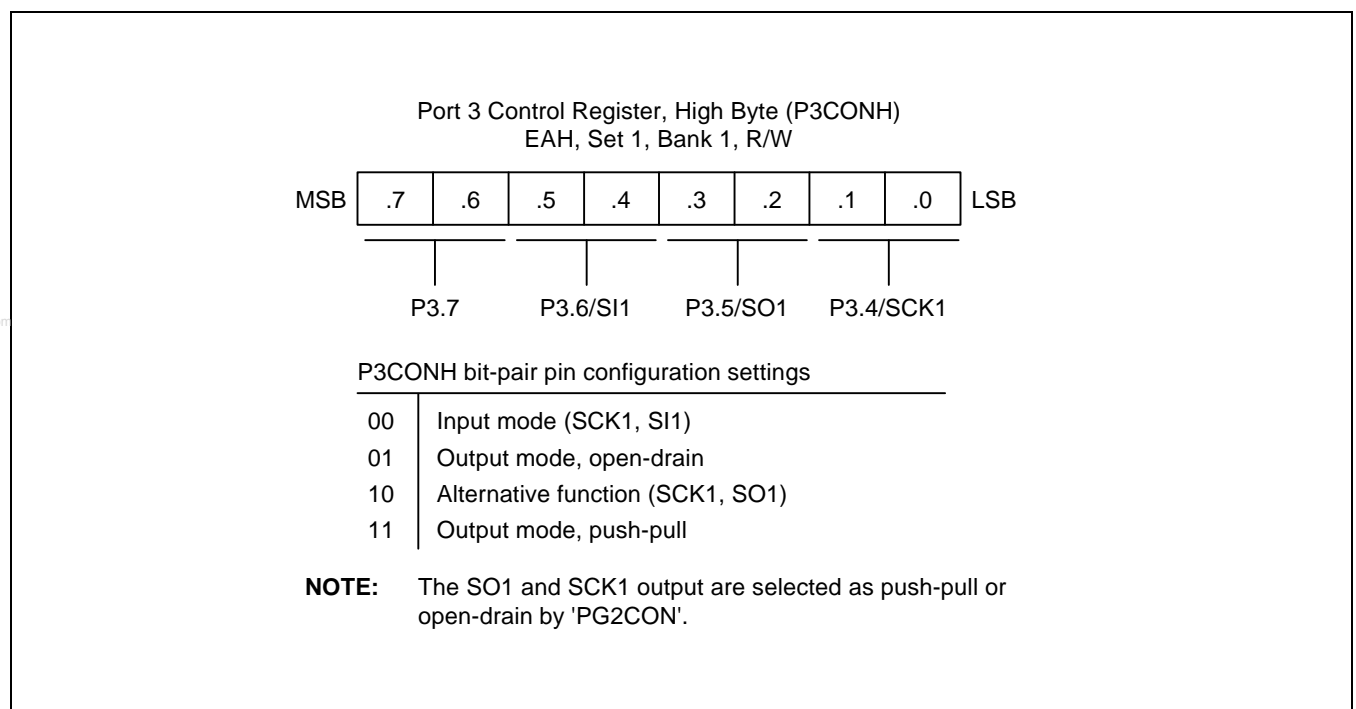 Port 3 Control Register, High Byte (P3CONH)
EAH, Set 1, Bank 1, R/W
MSB .7 .6 .5 .4 .3 .2 .1 .0 LSB
P3.7 P3.6/SI1 P3.5/SO1 P3.4/SCK1
P3CONH bit-pair pin configuration settings
00 Input mode (SCK1, SI1)
01 Output mode, open-drain
10 Alternative function (SCK1, SO1)
11 Output mode, push-pull
NOTE: The SO1 and SCK1 output are selected as push-pull or
open-drain by 'PG2CON'.